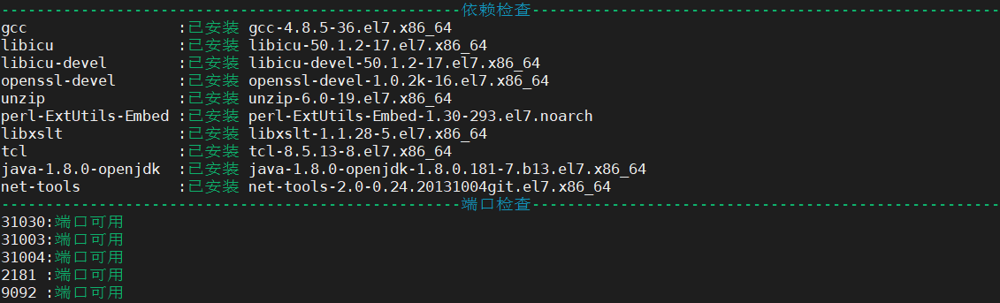 ----------------------------------------------------依赖检查-----------------------------------------------------
gcc                 :已安装 gcc-4.8.5-36.el7.x86_64
libicu              :已安装 libicu-50.1.2-17.el7.x86_64
libicu-devel        :已安装 libicu-devel-50.1.2-17.el7.x86_64
openssl-devel       :已安装 openssl-devel-1.0.2k-16.el7.x86_64
unzip               :已安装 unzip-6.0-19.el7.x86_64
perl-ExtUtils-Embed :已安装 perl-ExtUtils-Embed-1.30-293.el7.noarch
libxslt             :已安装 libxslt-1.1.28-5.el7.x86_64
tcl                 :已安装 tcl-8.5.13-8.el7.x86_64
java-1.8.0-openjdk  :已安装 java-1.8.0-openjdk-1.8.0.181-7.b13.el7.x86_64
net-tools           :已安装 net-tools-2.0-0.24.20131004git.el7.x86_64
----------------------------------------------------端口检查-----------------------------------------------------
31030:端口可用
31003:端口可用
31004:端口可用
2181 :端口可用
9092 :端口可用